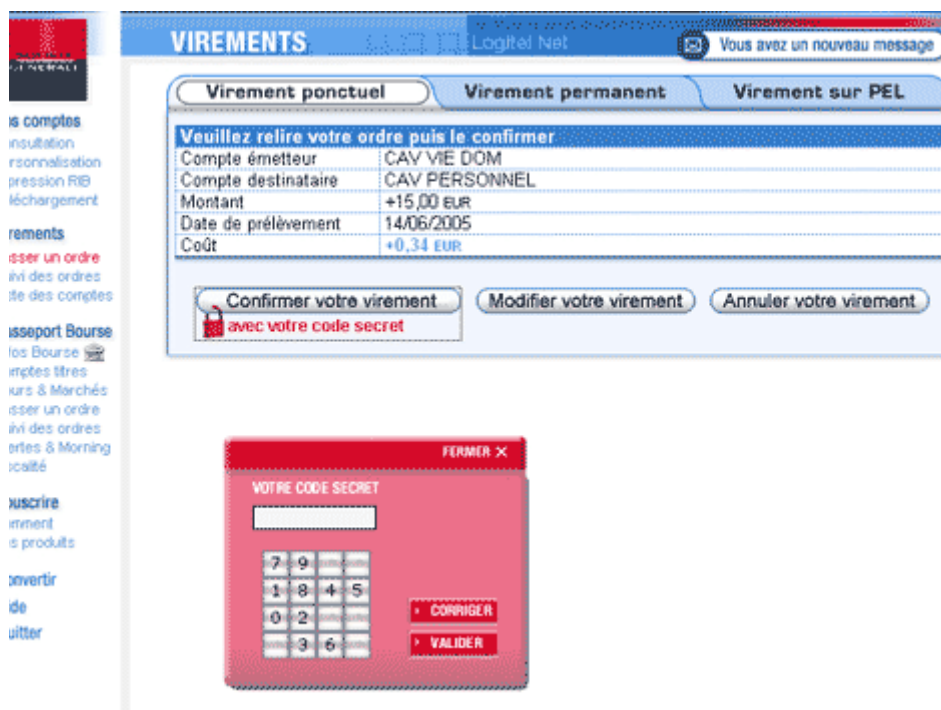 VIREMENTS
Logitel Net
Vous avez un nouveau message
Virement ponctuel
Virement permanent
Virement sur PEL
Veuillez relire votre ordre puis le confirmer
Compte émetteur CAV VIE DOM
Compte destinataire CAV PERSONNEL
Montant +15,00 EUR
Date de prélèvement 14/06/2005
Coût +0,34 EUR
Confirmer votre virement
avec votre code secret
Modifier votre virement
Annuler votre virement
s comptes
nsultation
rsonnalisation
pression RIB
léchargement
rements
sser un ordre
ivi des ordres
te des comptes
sseport Bourse
fos Bourse
mptes titres
urs & Marchés
sser un ordre
ivi des ordres
ertes & Morning
scalité
ouscrire
mment
s produits
onvertir
ide
uitter
FERMER X
VOTRE CODE SECRET
7 9
1 8 4 5
0 2
3 6
CORRIGER
VALIDER